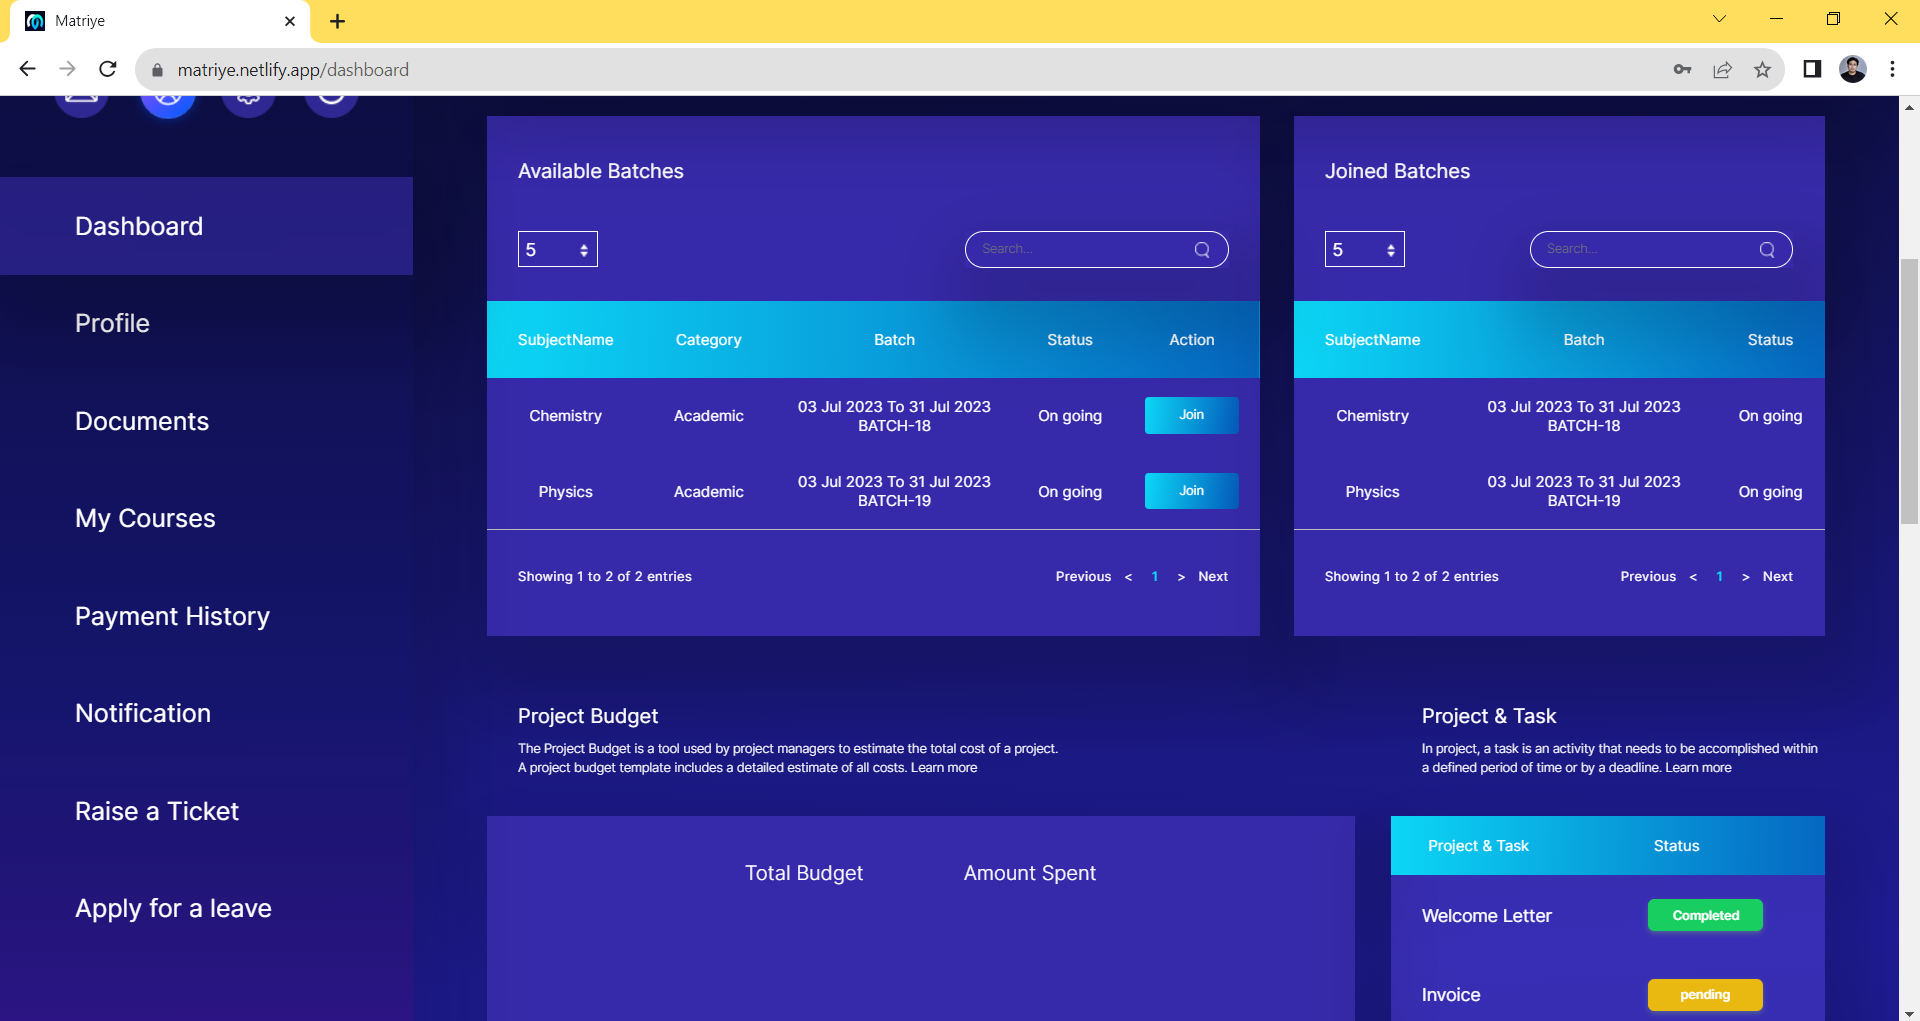 Matriye
matriye.netlify.app/dashboard
Dashboard
Profile
Documents
My Courses
Payment History
Notification
Raise a Ticket
Apply for a leave
Available Batches
5
Search...
SubjectName Category Batch Status Action
Chemistry Academic 03 Jul 2023 To 31 Jul 2023 On going Join
BATCH-18
Physics Academic 03 Jul 2023 To 31 Jul 2023 On going Join
BATCH-19
Showing 1 to 2 of 2 entries Previous < 1 > Next
Joined Batches
5
Search...
SubjectName Batch Status
Chemistry 03 Jul 2023 To 31 Jul 2023 On going
BATCH-18
Physics 03 Jul 2023 To 31 Jul 2023 On going
BATCH-19
Showing 1 to 2 of 2 entries Previous < 1 > Next
Project Budget
The Project Budget is a tool used by project managers to estimate the total cost of a project.
A project budget template includes a detailed estimate of all costs. Learn more
Total Budget Amount Spent
Project & Task
In project, a task is an activity that needs to be accomplished within
a defined period of time or by a deadline. Learn more
Project & Task Status
Welcome Letter Completed
Invoice pending